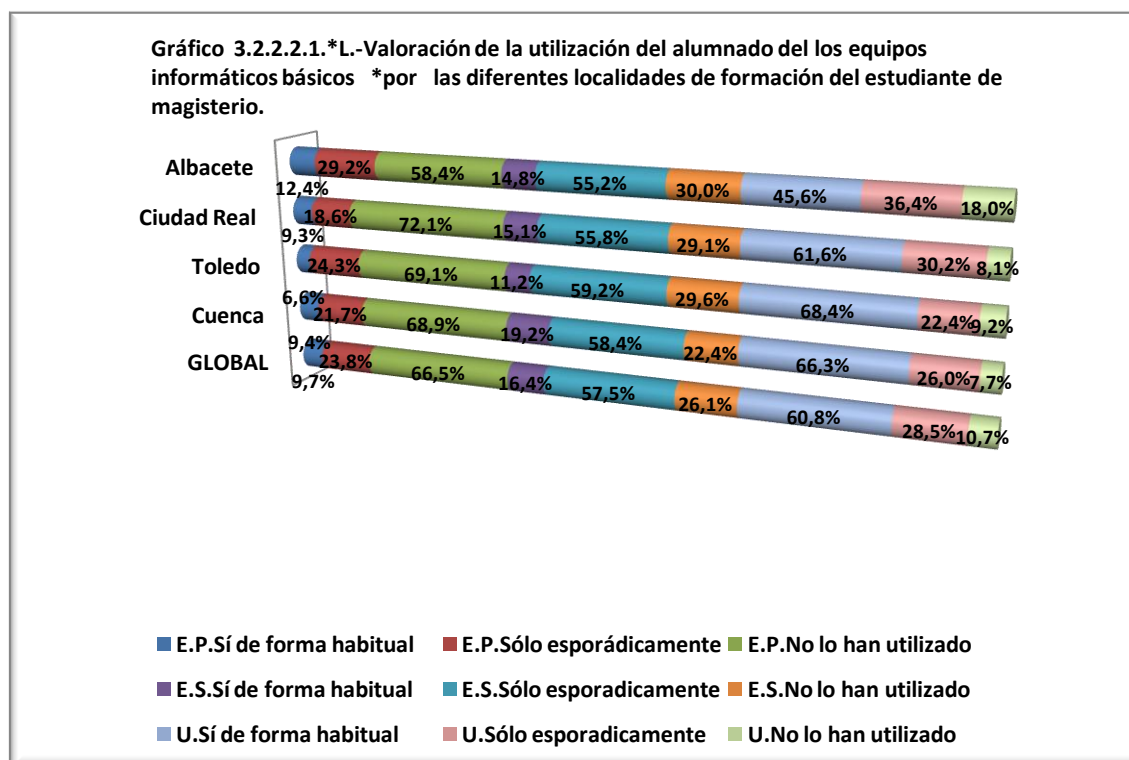 Gráfico 3.2.2.2.1.*L.-Valoración de la utilización del alumnado del los equipos
informáticos básicos *por las diferentes localidades de formación del estudiante de
magisterio.
Albacete
12,4% 29,2% 58,4% 14,8% 55,2% 30,0% 45,6% 36,4% 18,0%
Ciudad Real
9,3% 18,6% 72,1% 15,1% 55,8% 29,1% 61,6% 30,2% 8,1%
Toledo
6,6% 24,3% 69,1% 11,2% 59,2% 29,6% 68,4% 22,4% 9,2%
Cuenca
9,4% 21,7% 68,9% 19,2% 58,4% 22,4% 66,3% 26,0% 7,7%
GLOBAL
9,7% 23,8% 66,5% 16,4% 57,5% 26,1% 60,8% 28,5% 10,7%
E.P.Sí de forma habitual E.P.Sólo esporádicamente E.P.No lo han utilizado
E.S.Sí de forma habitual E.S.Sólo esporadicamente E.S.No lo han utilizado
U.Sí de forma habitual U.Sólo esporadicamente U.No lo han utilizado